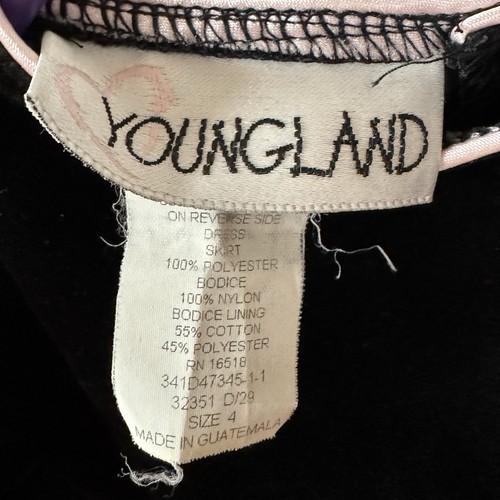 YOUNGLAND
ON REVERSE SIDE
DRESS
SKIRT
100% POLYESTER
BODICE
100% NYLON
BODICE LINING
55% COTTON
45% POLYESTER
RN 16518
341D47345-1-1
32351 D/29
SIZE 4
MADE IN GUATEMALA